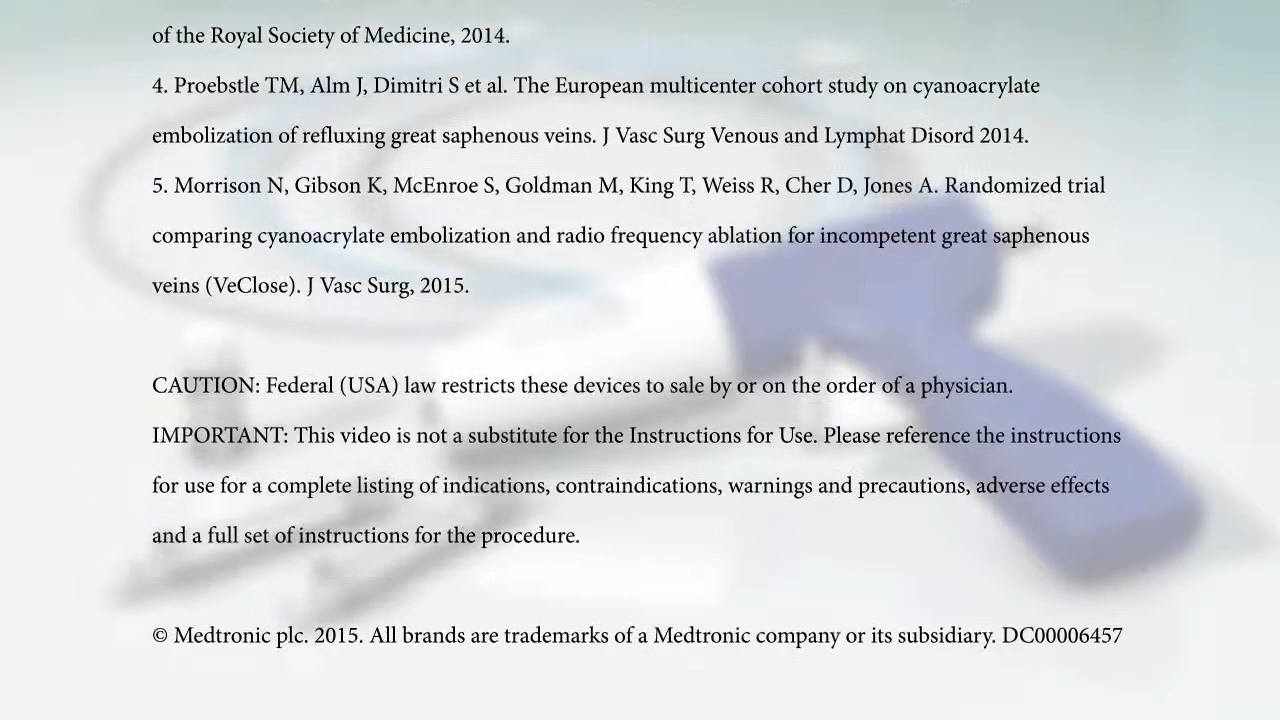 of the Royal Society of Medicine, 2014.
4. Proebstle TM, Alm J, Dimitri S et al. The European multicenter cohort study on cyanoacrylate
embolization of refluxing great saphenous veins. J Vasc Surg Venous and Lymphat Disord 2014.
5. Morrison N, Gibson K, McEnroe S, Goldman M, King T, Weiss R, Cher D, Jones A. Randomized trial
comparing cyanoacrylate embolization and radio frequency ablation for incompetent great saphenous
veins (VeClose). J Vasc Surg, 2015.
CAUTION: Federal (USA) law restricts these devices to sale by or on the order of a physician.
IMPORTANT: This video is not a substitute for the Instructions for Use. Please reference the instructions
for use for a complete listing of indications, contraindications, warnings and precautions, adverse effects
and a full set of instructions for the procedure.
© Medtronic plc. 2015. All brands are trademarks of a Medtronic company or its subsidiary. DC00006457